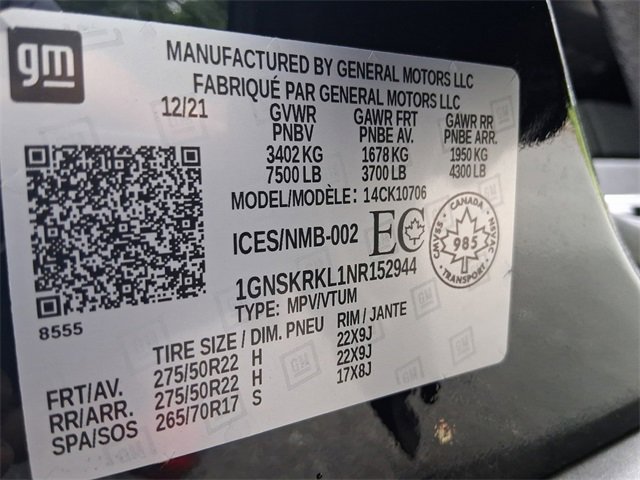 gm
MANUFACTURED BY GENERAL MOTORS LLC
FABRIQUÉ PAR GENERAL MOTORS LLC
12/21 GVWR GAWR FRT GAWR RR
PNBV PNBE AV. PNBE ARR.
3402 KG 1678 KG 1950 KG
7500 LB 3700 LB 4300 LB
MODEL/MODÈLE: 14CK10706
ICES/NMB-002 EC
CANADA
985
TRANSPORT
1GNSKRKL1NR152944
TYPE: MPV/VTUM
8555
TIRE SIZE / DIM. PNEU RIM / JANTE
FRT/AV. 275/50R22 H 22X9J
RR/ARR. 275/50R22 H 22X9J
SPA/SOS 265/70R17 S 17X8J